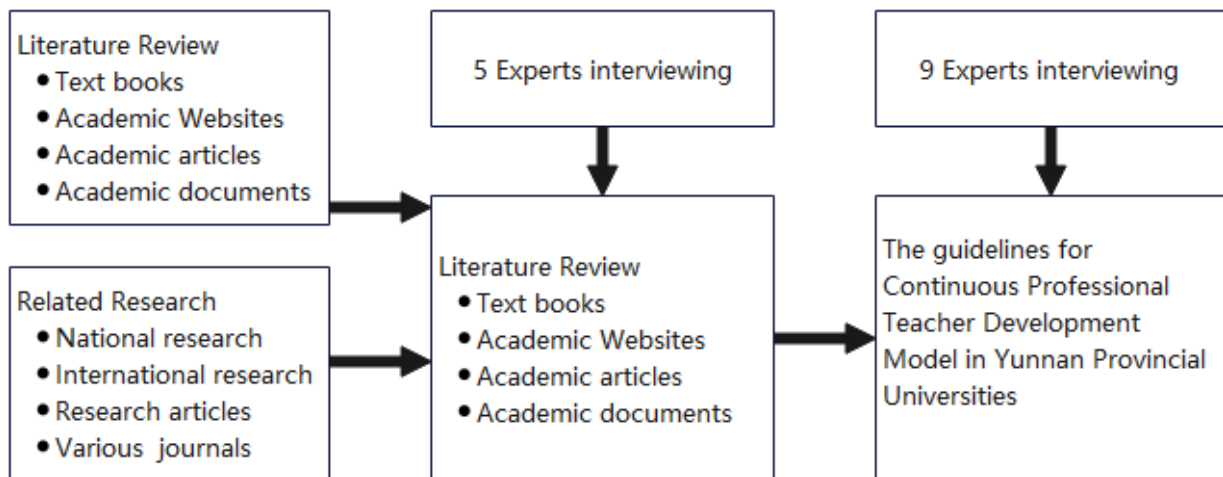 Literature Review
● Text books
● Academic Websites
● Academic articles
● Academic documents
5 Experts interviewing
9 Experts interviewing
Related Research
● National research
● International research
● Research articles
● Various journals
Literature Review
● Text books
● Academic Websites
● Academic articles
● Academic documents
The guidelines for
Continuous Professional
Teacher Development
Model in Yunnan Provincial
Universities